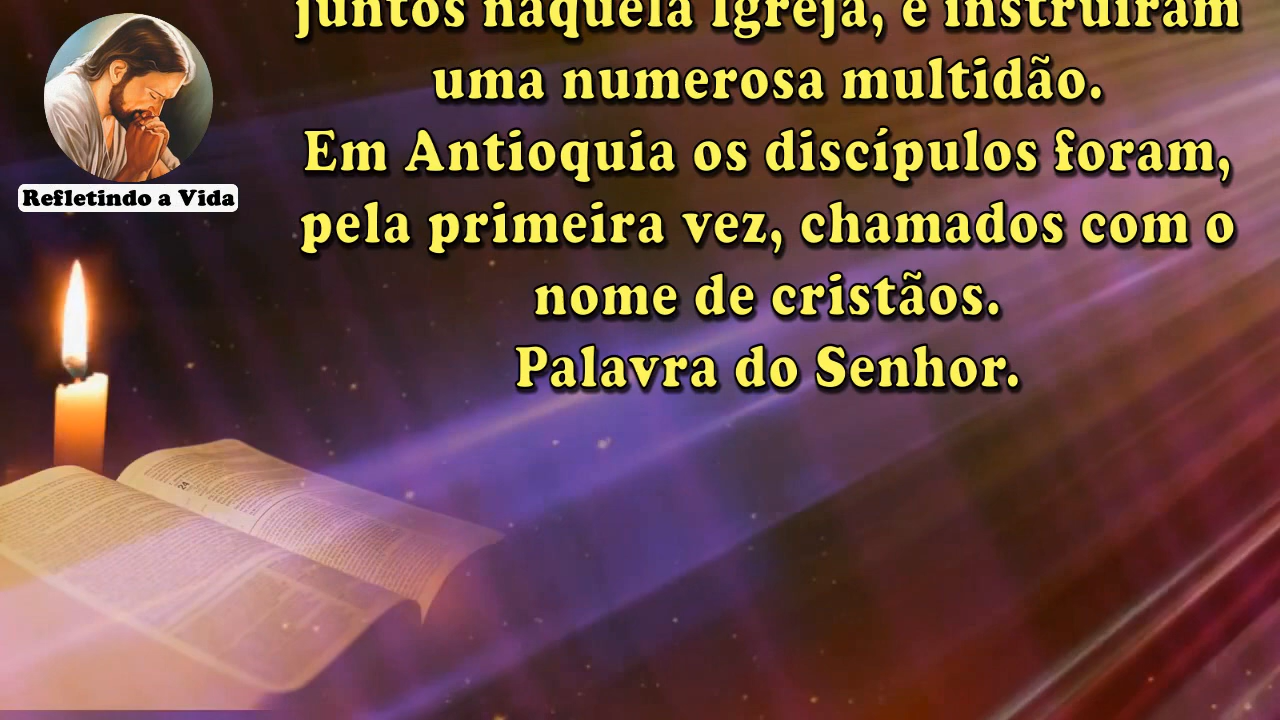 juntos naquela Igreja, e instruíram
uma numerosa multidão.
Em Antioquia os discípulos foram,
pela primeira vez, chamados com o
nome de cristãos.
Palavra do Senhor.
Refletindo a Vida
24